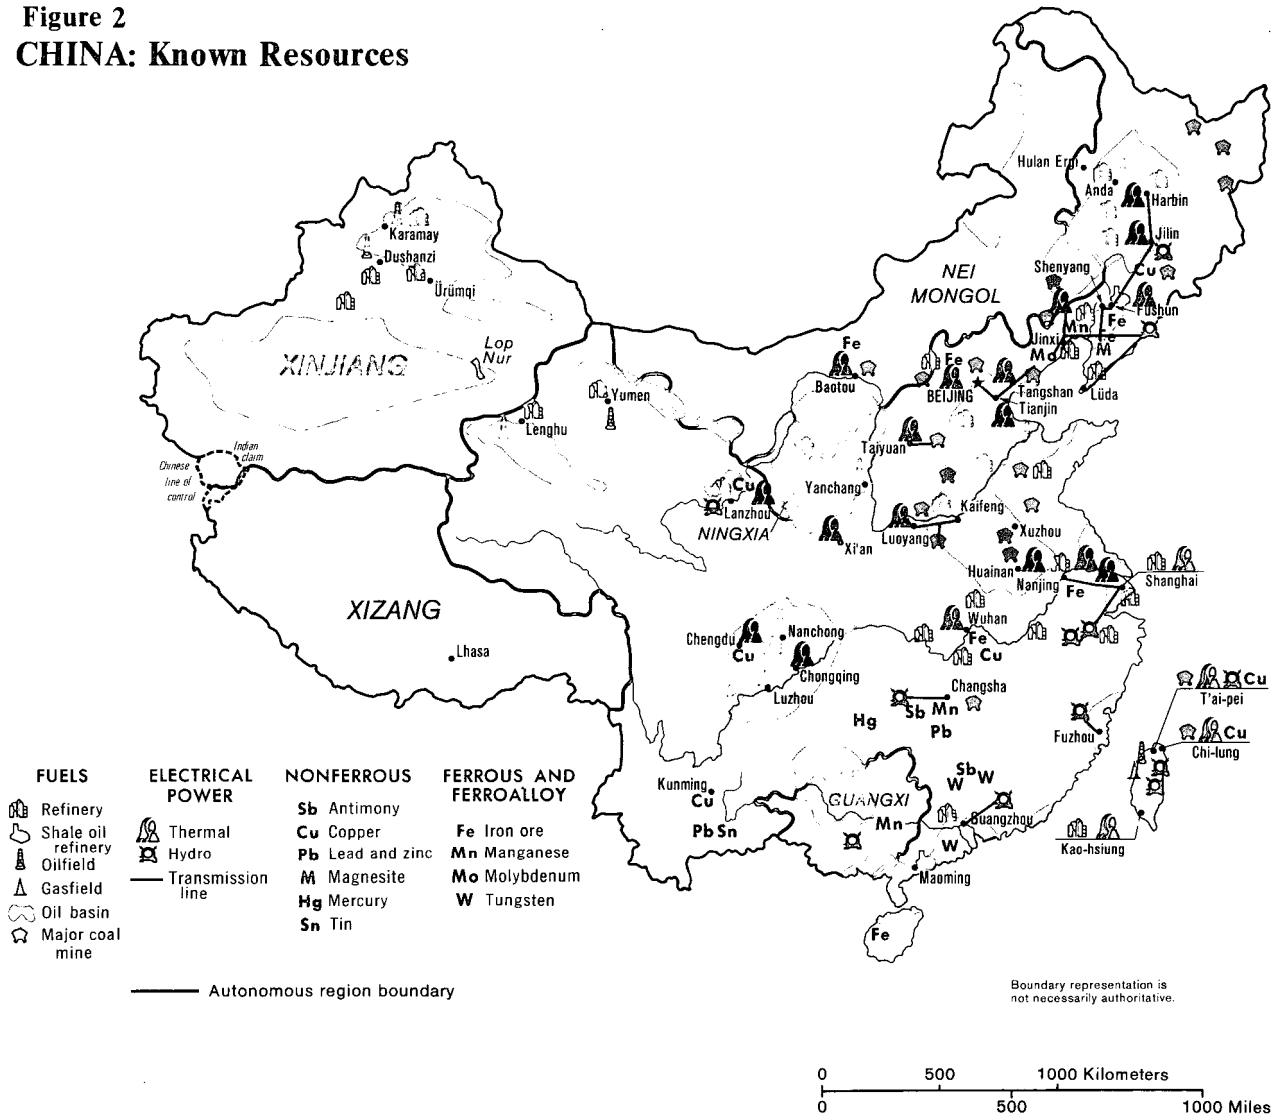 Figure 2
CHINA: Known Resources
Hulan Ergi
Anda
Harbin
Jilin
Karamay
Dushanzi
Ürümqi
NEI
MONGOL
Shenyang
Cu
Fushun
Mn
Fe
Jinxi
Fe
Mo
M
Lop
Nur
XINJIANG
Fe
Baotou
Fe
BEIJING
Tangshan
Tianjin
Lüda
Yumen
Lenghu
Taiyuan
Indian
claim
Chinese
line of
control
Cu
Lanzhou
NINGXIA
Yanchang
Kaifeng
Luoyang
Xuzhou
Xi'an
Huainan
Nanjing
Fe
Shanghai
XIZANG
Lhasa
Chengdu
Cu
Nanchong
Chongqing
Luzhou
Wuhan
Fe
Cu
Changsha
Sb Mn
Hg
Pb
Fuzhou
Cu
T'ai-pei
Cu
Chi-lung
Kunming
Cu
Pb Sn
Sb
W W
GUANGXI
Mn
Guangzhou
W
Maoming
Kao-hsiung
Fe
FUELS
Refinery
Shale oil
refinery
Oilfield
Gasfield
Oil basin
Major coal
mine
ELECTRICAL
POWER
Thermal
Hydro
Transmission
line
NONFERROUS
Sb Antimony
Cu Copper
Pb Lead and zinc
M Magnesite
Hg Mercury
Sn Tin
FERROUS AND
FERROALLOY
Fe Iron ore
Mn Manganese
Mo Molybdenum
W Tungsten
Autonomous region boundary
Boundary representation is
not necessarily authoritative.
0 500 1000 Kilometers
0 500 1000 Miles